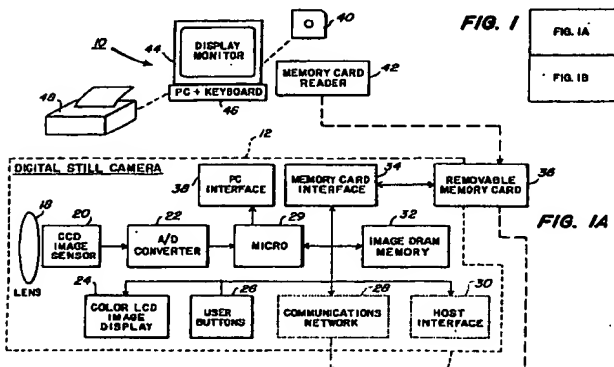 FIG. 1
FIG. 1A
FIG. 1B
10
44
DISPLAY
MONITOR
40
48
PC + KEYBOARD
46
MEMORY CARD
READER
42
12
DIGITAL STILL CAMERA
38
PC
INTERFACE
34
MEMORY CARD
INTERFACE
REMOVABLE
MEMORY CARD
36
FIG. 1A
18
LENS
20
CCD
IMAGE
SENSOR
22
A/D
CONVERTER
29
MICRO
32
IMAGE DRAM
MEMORY
24
COLOR LCD
IMAGE
DISPLAY
26
USER
BUTTONS
28
COMMUNICATIONS
NETWORK
30
HOST
INTERFACE